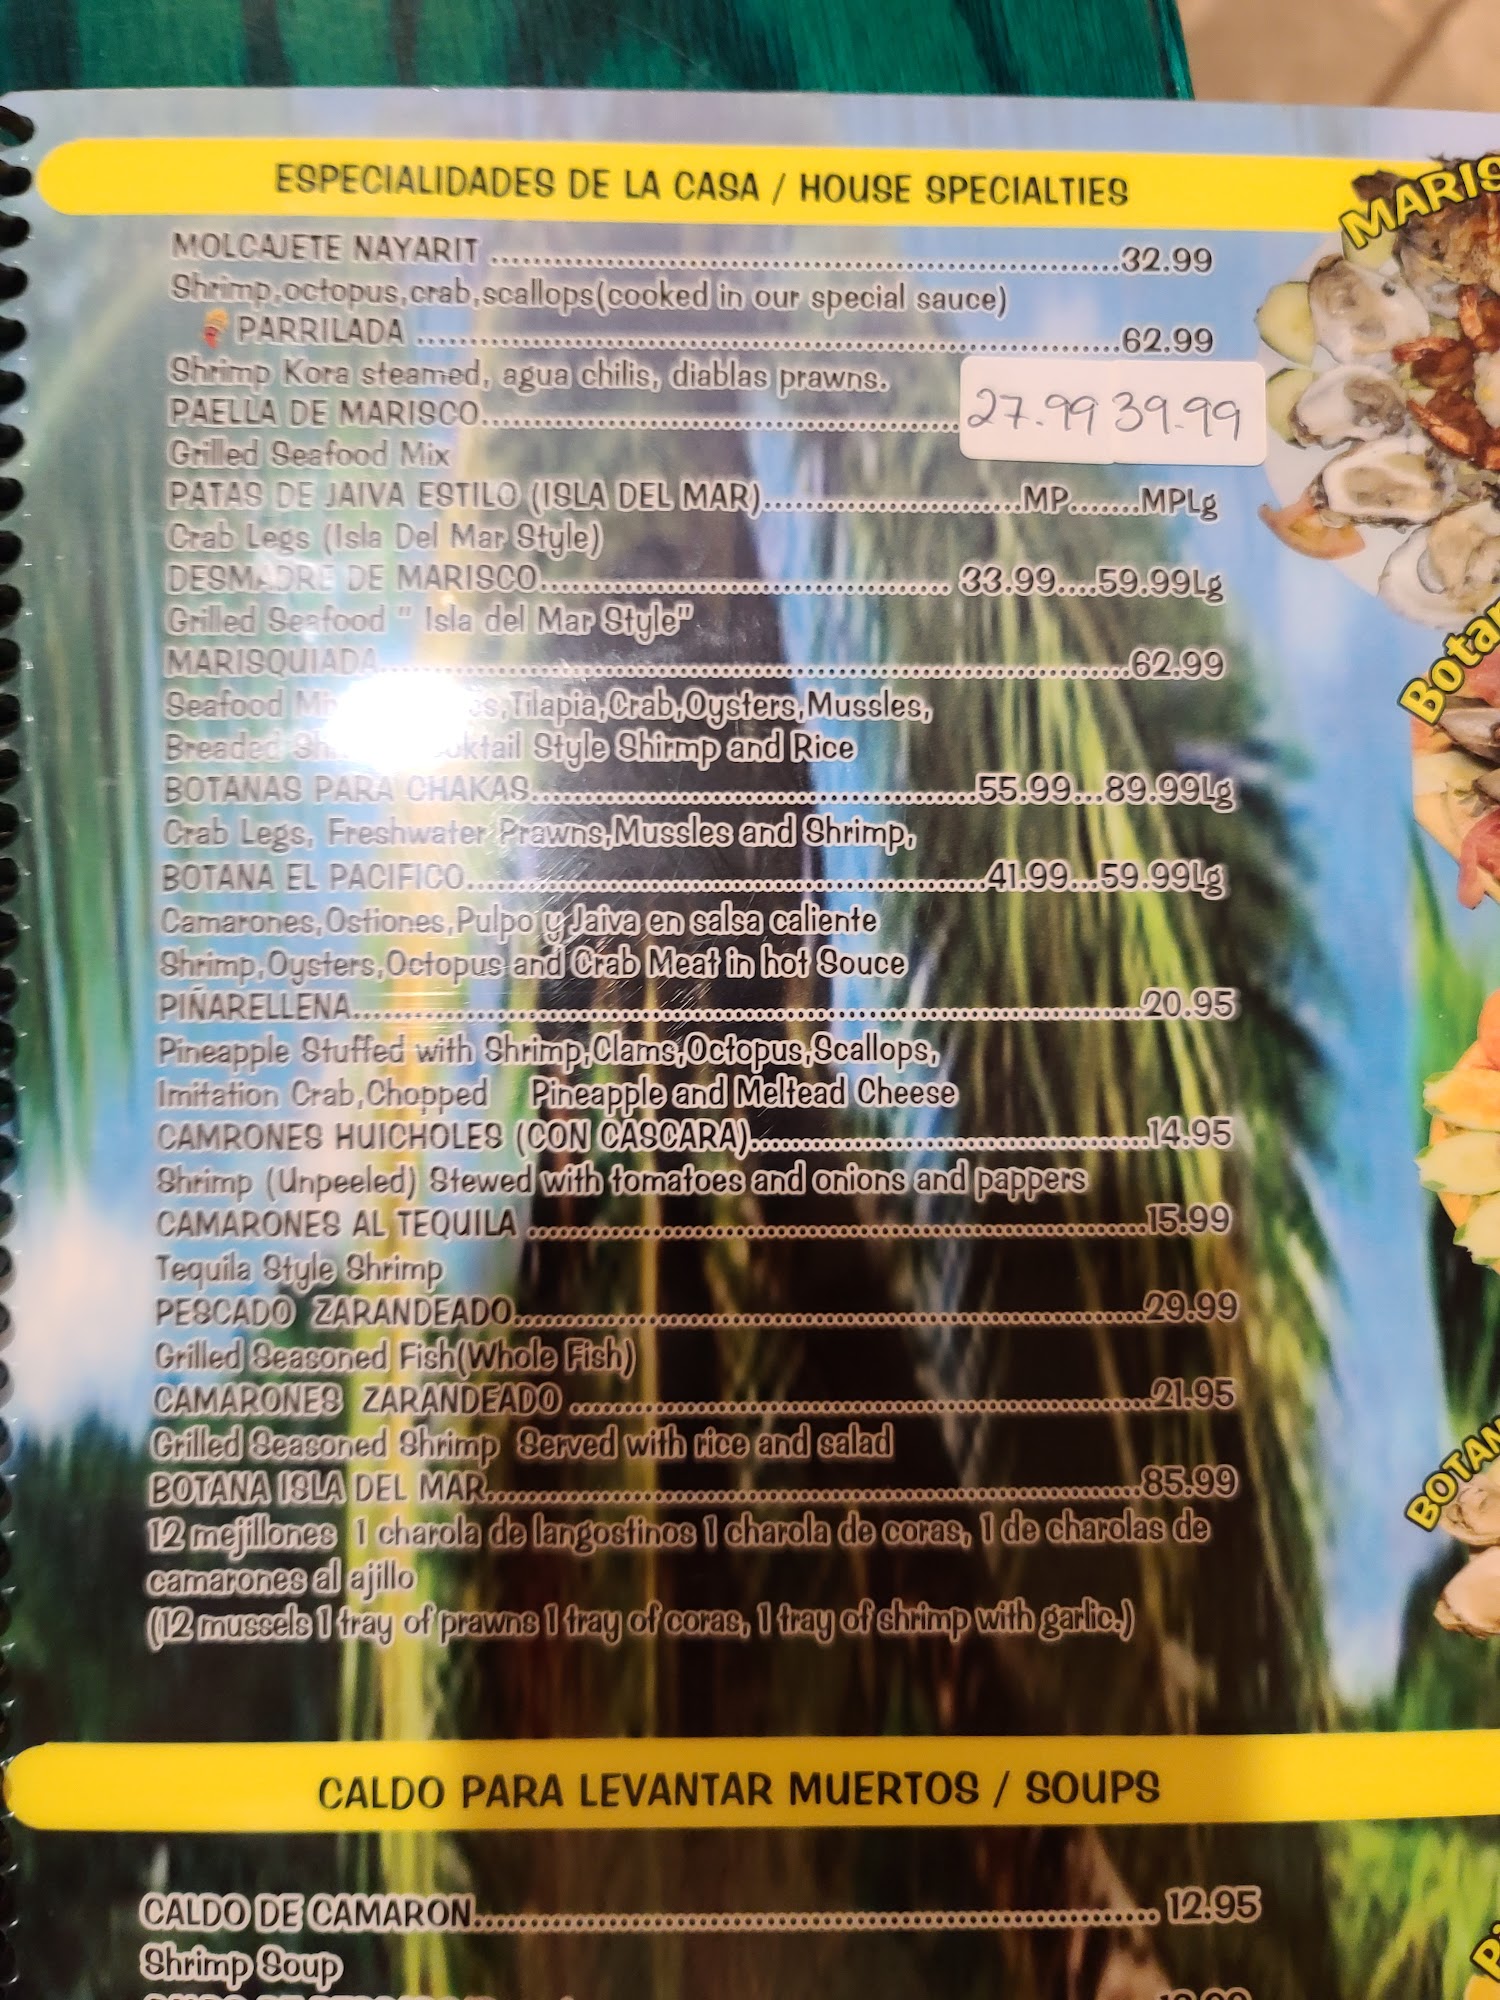 ESPECIALIDADES DE LA CASA / HOUSE SPECIALTIES
MOLCAJETE NAYARIT ..........32.99
Shrimp,octopus,crab,scallops(cooked in our special sauce)
PARRILADA ..........62.99
Shrimp Kora steamed, agua chilis, diablas prawns.
PAELLA DE MARISCO.......... 27.99 39.99
Grilled Seafood Mix
PATAS DE JAIVA ESTILO (ISLA DEL MAR)..........MP.......MPLg
Crab Legs (Isla Del Mar Style)
DESMADRE DE MARISCO.......... 33.99....59.99Lg
Grilled Seafood " Isla del Mar Style"
MARISQUIADA..........62.99
Seafood Tilapia,Crab,Oysters,Mussles,
Breaded Style Shirmp and Rice
BOTANAS PARA CHAKAS..........55.99...89.99Lg
Crab Legs, Freshwater Prawns,Mussles and Shrimp,
BOTANA EL PACIFICO..........41.99...59.99Lg
Camarones,Ostiones,Pulpo y Jaiva en salsa caliente
Shrimp,Oysters,Octopus and Crab Meat in hot Souce
PIÑARELLENA..........20.95
Pineapple Stuffed with Shrimp,Clams,Octopus,Scallops,
Imitation Crab,Chopped Pineapple and Meltead Cheese
CAMRONES HUICHOLES (CON CASCARA)..........14.95
Shrimp (Unpeeled) Stewed with tomatoes and onions and pappers
CAMARONES AL TEQUILA ..........15.99
Tequila Style Shrimp
PESCADO ZARANDEADO..........29.99
Grilled Seasoned Fish(Whole Fish)
CAMARONES ZARANDEADO ..........21.95
Grilled Seasoned Shrimp Served with rice and salad
BOTANA ISLA DEL MAR..........85.99
12 mejillones 1 charola de langostinos 1 charola de coras, 1 de charolas de
camarones al ajillo
(12 mussels 1 tray of prawns 1 tray of coras, 1 tray of shrimp with garlic.)
CALDO PARA LEVANTAR MUERTOS / SOUPS
CALDO DE CAMARON.......... 12.95
Shrimp Soup
MARIS
Botan
BOTAN